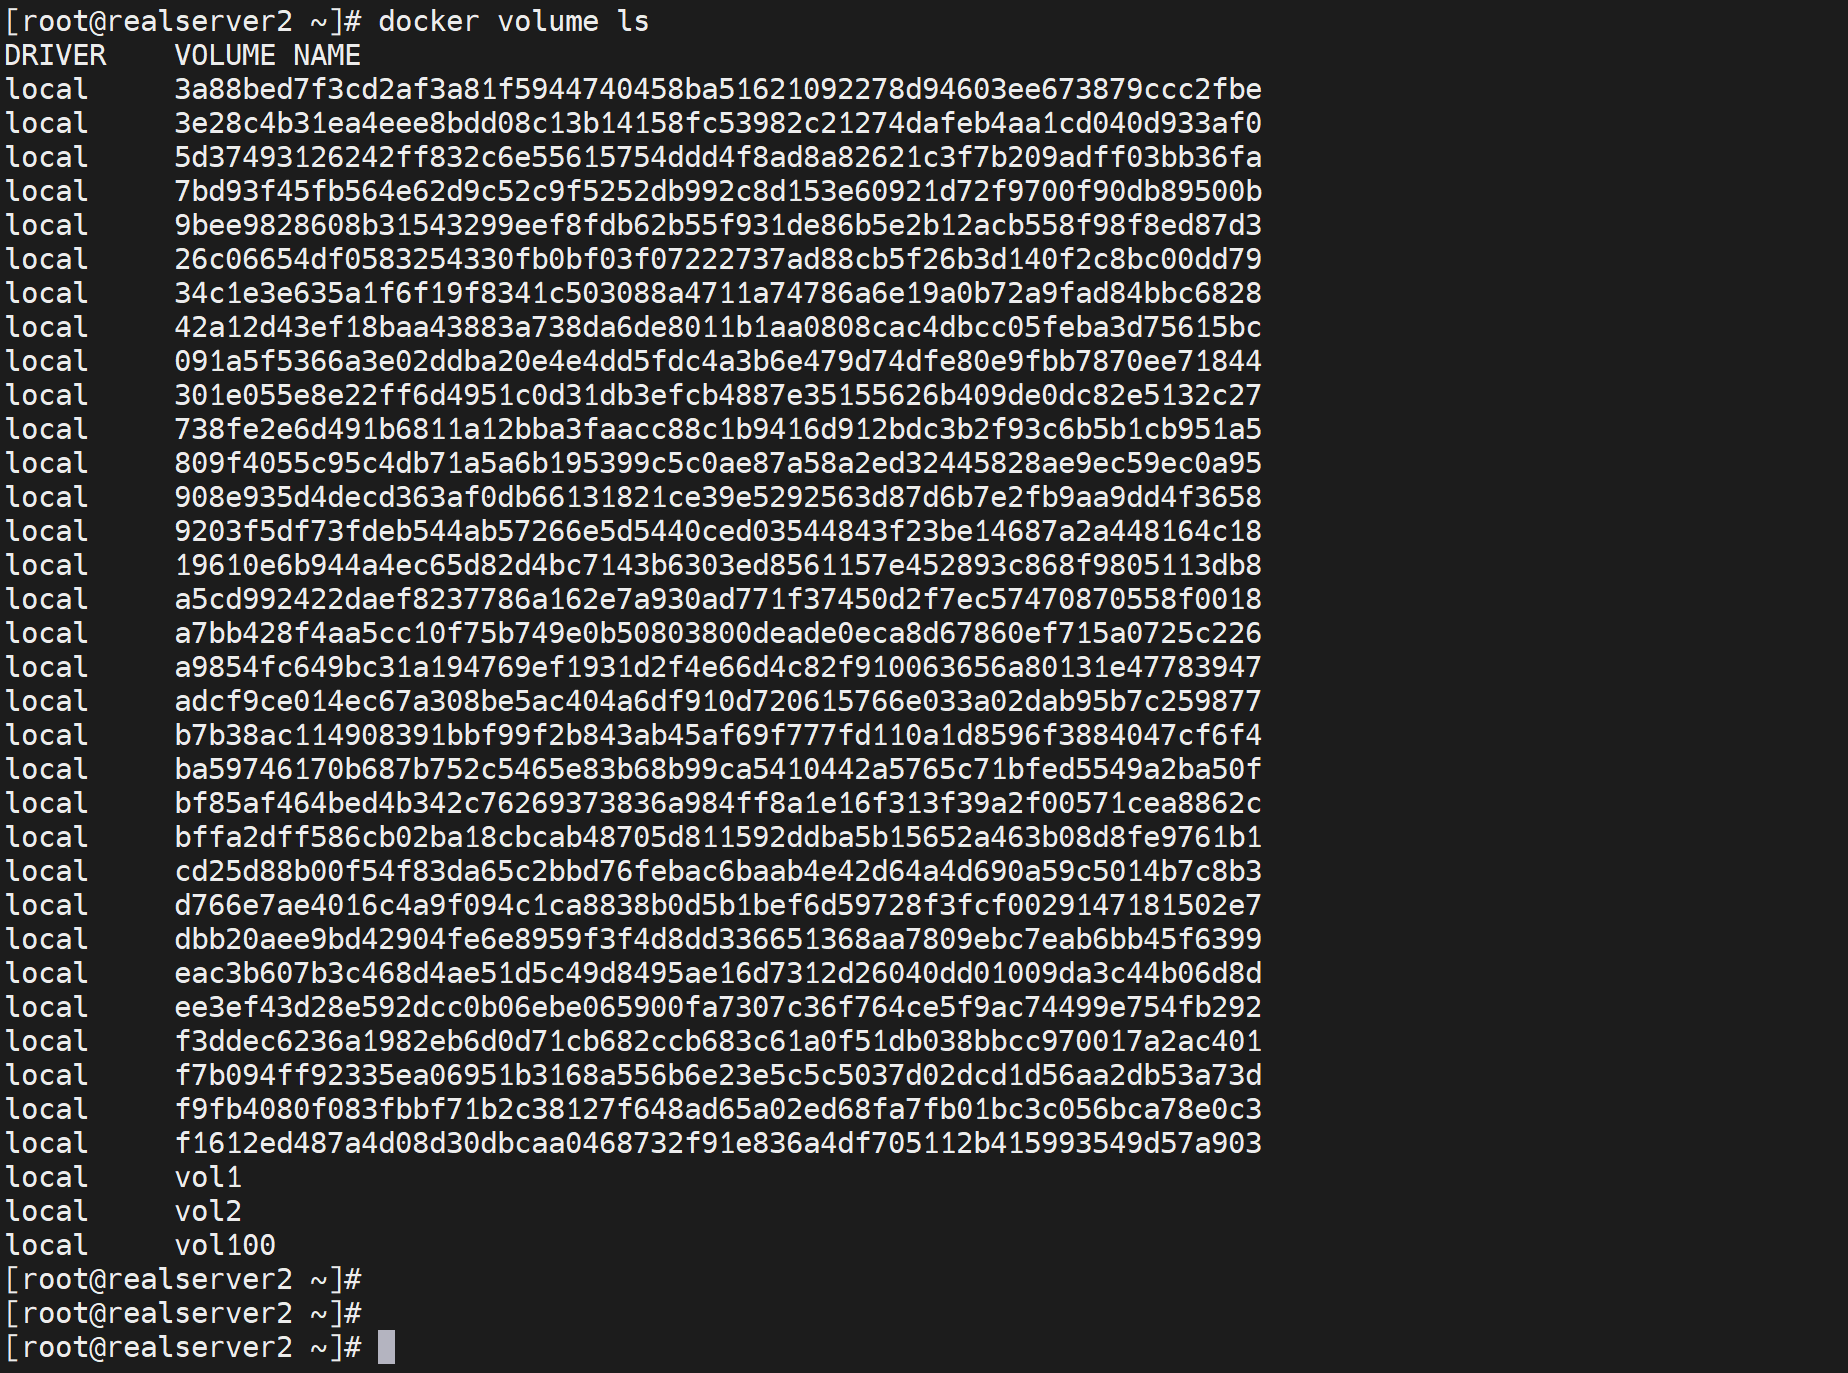 [root@realserver2 ~]# docker volume ls
DRIVER    VOLUME NAME
local     3a88bed7f3cd2af3a81f5944740458ba51621092278d94603ee673879ccc2fbe
local     3e28c4b31ea4eee8bdd08c13b14158fc53982c21274dafeb4aa1cd040d933af0
local     5d37493126242ff832c6e55615754ddd4f8ad8a82621c3f7b209adff03bb36fa
local     7bd93f45fb564e62d9c52c9f5252db992c8d153e60921d72f9700f90db89500b
local     9bee9828608b31543299eef8fdb62b55f931de86b5e2b12acb558f98f8ed87d3
local     26c06654df0583254330fb0bf03f07222737ad88cb5f26b3d140f2c8bc00dd79
local     34c1e3e635a1f6f19f8341c503088a4711a74786a6e19a0b72a9fad84bbc6828
local     42a12d43ef18baa43883a738da6de8011b1aa0808cac4dbcc05feba3d75615bc
local     091a5f5366a3e02ddba20e4e4dd5fdc4a3b6e479d74dfe80e9fbb7870ee71844
local     301e055e8e22ff6d4951c0d31db3efcb4887e35155626b409de0dc82e5132c27
local     738fe2e6d491b6811a12bba3faacc88c1b9416d912bdc3b2f93c6b5b1cb951a5
local     809f4055c95c4db71a5a6b195399c5c0ae87a58a2ed32445828ae9ec59ec0a95
local     908e935d4decd363af0db66131821ce39e5292563d87d6b7e2fb9aa9dd4f3658
local     9203f5df73fdeb544ab57266e5d5440ced03544843f23be14687a2a448164c18
local     19610e6b944a4ec65d82d4bc7143b6303ed8561157e452893c868f9805113db8
local     a5cd992422daef8237786a162e7a930ad771f37450d2f7ec57470870558f0018
local     a7bb428f4aa5cc10f75b749e0b50803800deade0eca8d67860ef715a0725c226
local     a9854fc649bc31a194769ef1931d2f4e66d4c82f910063656a80131e47783947
local     adcf9ce014ec67a308be5ac404a6df910d720615766e033a02dab95b7c259877
local     b7b38ac114908391bbf99f2b843ab45af69f777fd110a1d8596f3884047cf6f4
local     ba59746170b687b752c5465e83b68b99ca5410442a5765c71bfed5549a2ba50f
local     bf85af464bed4b342c76269373836a984ff8a1e16f313f39a2f00571cea8862c
local     bffa2dff586cb02ba18cbcab48705d811592ddba5b15652a463b08d8fe9761b1
local     cd25d88b00f54f83da65c2bbd76febac6baab4e42d64a4d690a59c5014b7c8b3
local     d766e7ae4016c4a9f094c1ca8838b0d5b1bef6d59728f3fcf0029147181502e7
local     dbb20aee9bd42904fe6e8959f3f4d8dd336651368aa7809ebc7eab6bb45f6399
local     eac3b607b3c468d4ae51d5c49d8495ae16d7312d26040dd01009da3c44b06d8d
local     ee3ef43d28e592dcc0b06ebe065900fa7307c36f764ce5f9ac74499e754fb292
local     f3ddec6236a1982eb6d0d71cb682ccb683c61a0f51db038bbcc970017a2ac401
local     f7b094ff92335ea06951b3168a556b6e23e5c5c5037d02dcd1d56aa2db53a73d
local     f9fb4080f083fbbf71b2c38127f648ad65a02ed68fa7fb01bc3c056bca78e0c3
local     f1612ed487a4d08d30dbcaa0468732f91e836a4df705112b415993549d57a903
local     vol1
local     vol2
local     vol100
[root@realserver2 ~]#
[root@realserver2 ~]#
[root@realserver2 ~]#